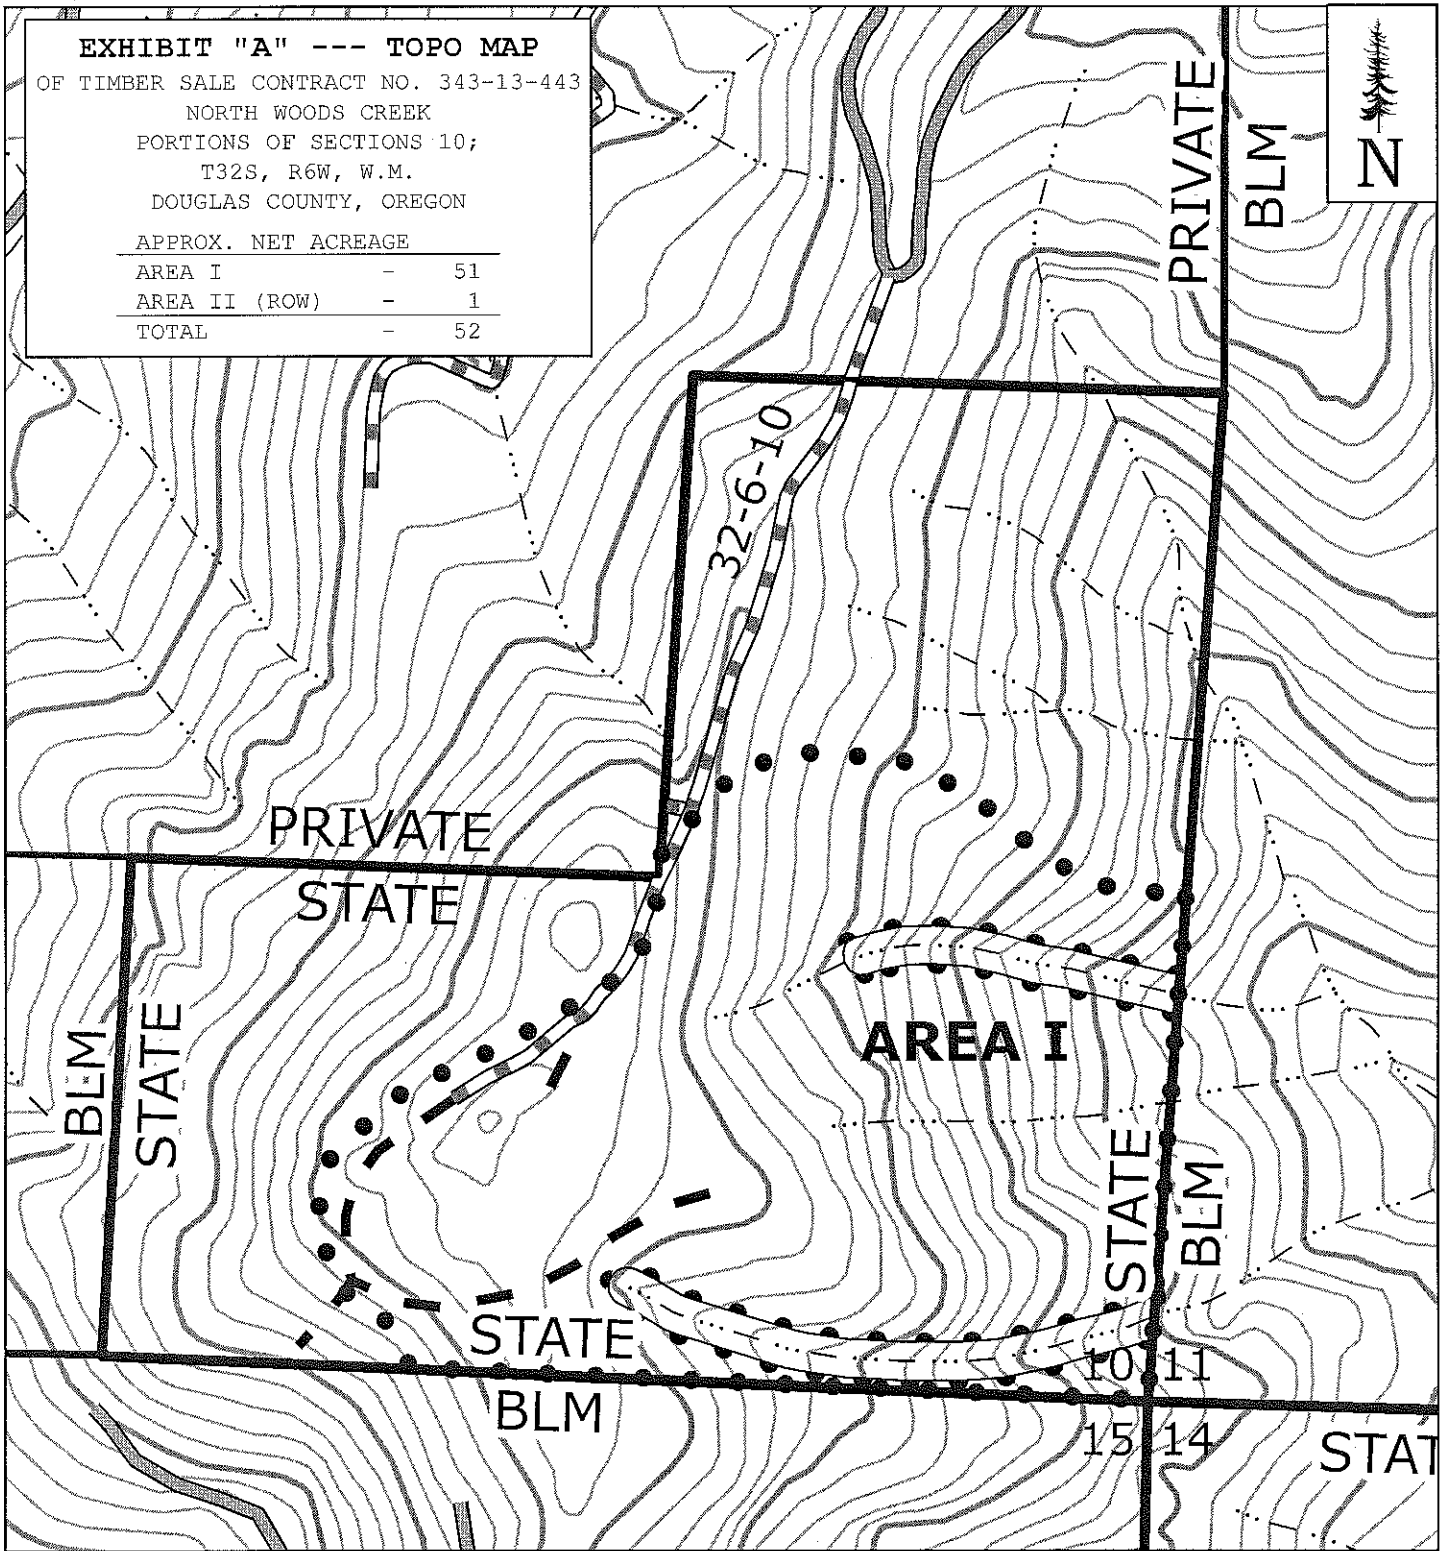 EXHIBIT "A" --- TOPO MAP
OF TIMBER SALE CONTRACT NO. 343-13-443
NORTH WOODS CREEK
PORTIONS OF SECTIONS 10;
T32S, R6W, W.M.
DOUGLAS COUNTY, OREGON
APPROX. NET ACREAGE
AREA I - 51
AREA II (ROW) - 1
TOTAL - 52
N
PRIVATE
BLM
32-6-10
PRIVATE
STATE
BLM
STATE
AREA I
STATE
BLM
STATE
BLM
10 11
15 14
STAT